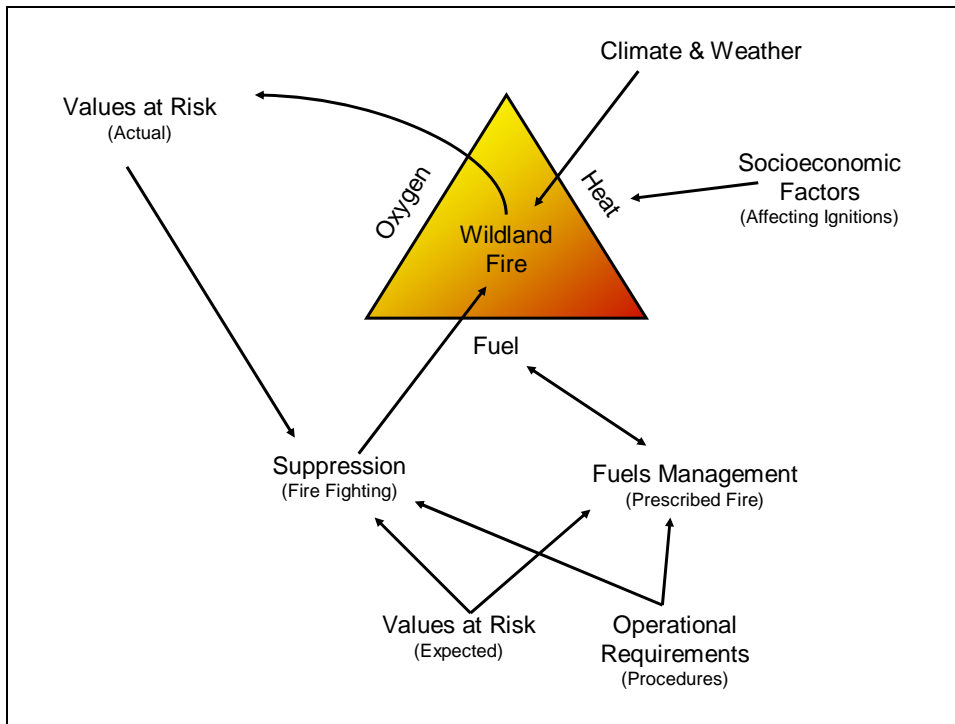 Climate & Weather
Values at Risk
(Actual)
Oxygen
Heat
Socioeconomic
Factors
(Affecting Ignitions)
Wildland
Fire
Fuel
Suppression
(Fire Fighting)
Fuels Management
(Prescribed Fire)
Values at Risk
(Expected)
Operational
Requirements
(Procedures)